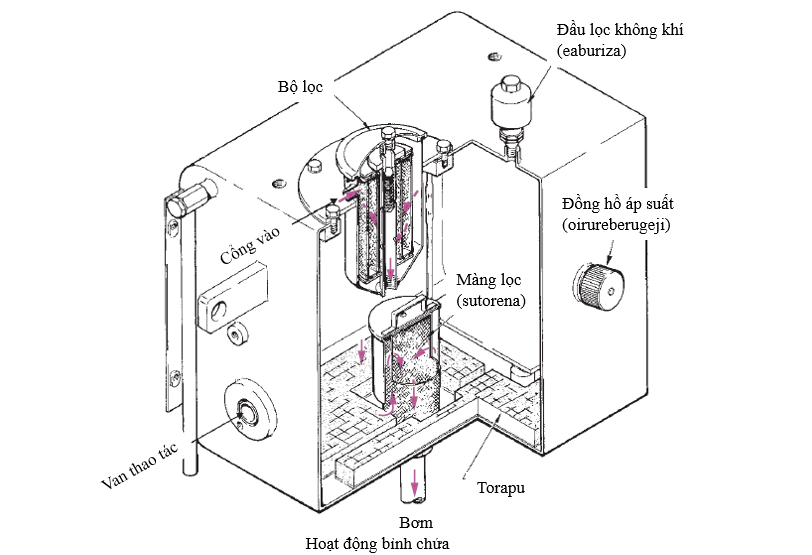 Đầu lọc không khí
(eaburiza)
Bộ lọc
Đồng hồ áp suất
(oirureberugeji)
Cổng vào
Màng lọc
(sutorena)
Van thao tác
Torapu
Bơm
Hoạt động bình chứa